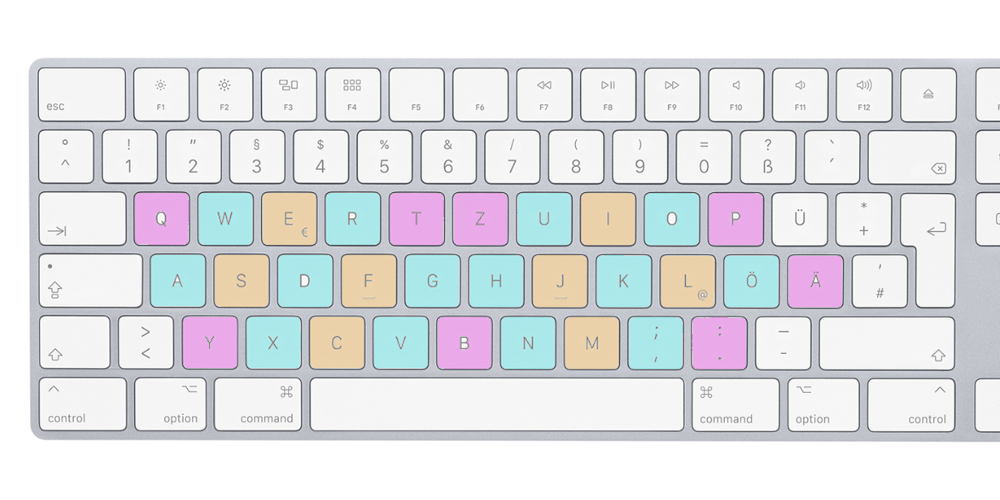 esc F1 F2 F3 F4 F5 F6 F7 F8 F9 F10 F11 F12
° ! " § $ % & / ( ) = ? `
^ 1 2 3 4 5 6 7 8 9 0 ß ´
Q W E € R T Z U I O P Ü * +
A S D F G H J K L @ Ö Ä ' #
> < Y X C V B N M ; , : . — -
^ ⌥ ⌘ ⌘ ⌥ ^
control option command command option control